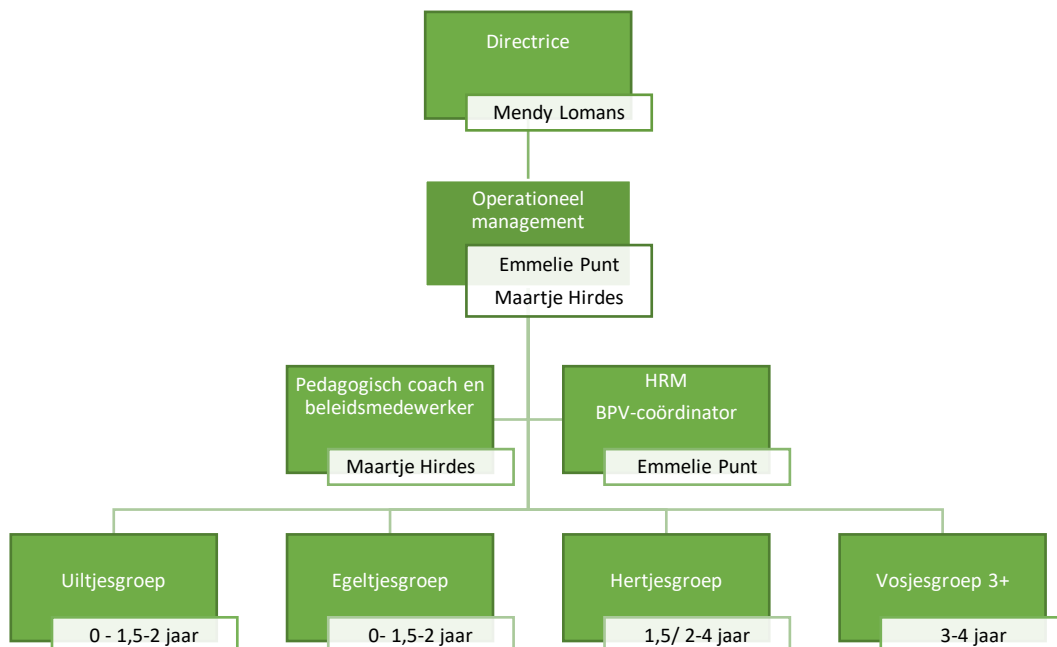 Directrice
Mendy Lomans
Operationeel
management
Emmelie Punt
Maartje Hirdes
Pedagogisch coach en
beleidsmedewerker
Maartje Hirdes
HRM
BPV-coördinator
Emmelie Punt
Uiltjesgroep
0 - 1,5-2 jaar
Egeltjesgroep
0- 1,5-2 jaar
Hertjesgroep
1,5/ 2-4 jaar
Vosjesgroep 3+
3-4 jaar